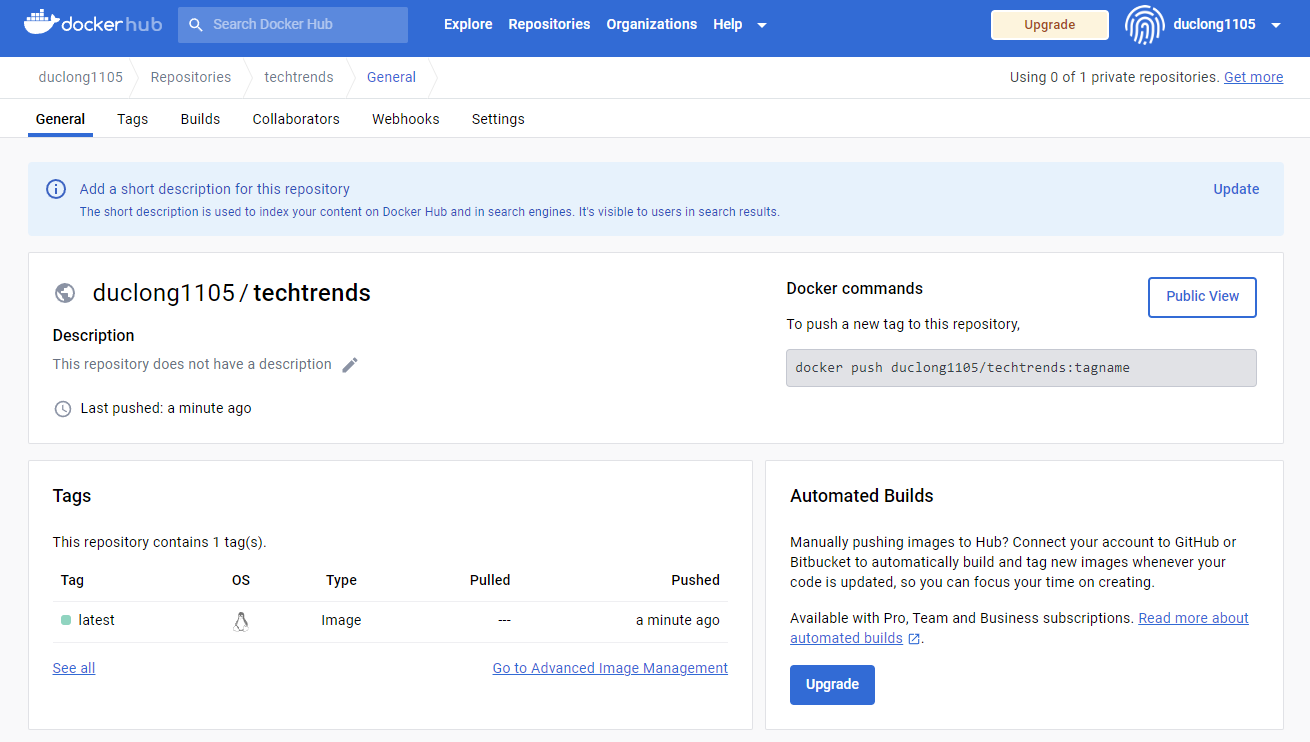 docker hub
Search Docker Hub
Explore Repositories Organizations Help
Upgrade
duclong1105
duclong1105 Repositories techtrends General
Using 0 of 1 private repositories. Get more
General Tags Builds Collaborators Webhooks Settings
Add a short description for this repository
Update
The short description is used to index your content on Docker Hub and in search engines. It's visible to users in search results.
duclong1105 / techtrends
Description
This repository does not have a description
Last pushed: a minute ago
Docker commands
Public View
To push a new tag to this repository,
docker push duclong1105/techtrends:tagname
Tags
This repository contains 1 tag(s).
Tag OS Type Pulled Pushed
latest Image --- a minute ago
See all Go to Advanced Image Management
Automated Builds
Manually pushing images to Hub? Connect your account to GitHub or
Bitbucket to automatically build and tag new images whenever your
code is updated, so you can focus your time on creating.
Available with Pro, Team and Business subscriptions. Read more about
automated builds .
Upgrade